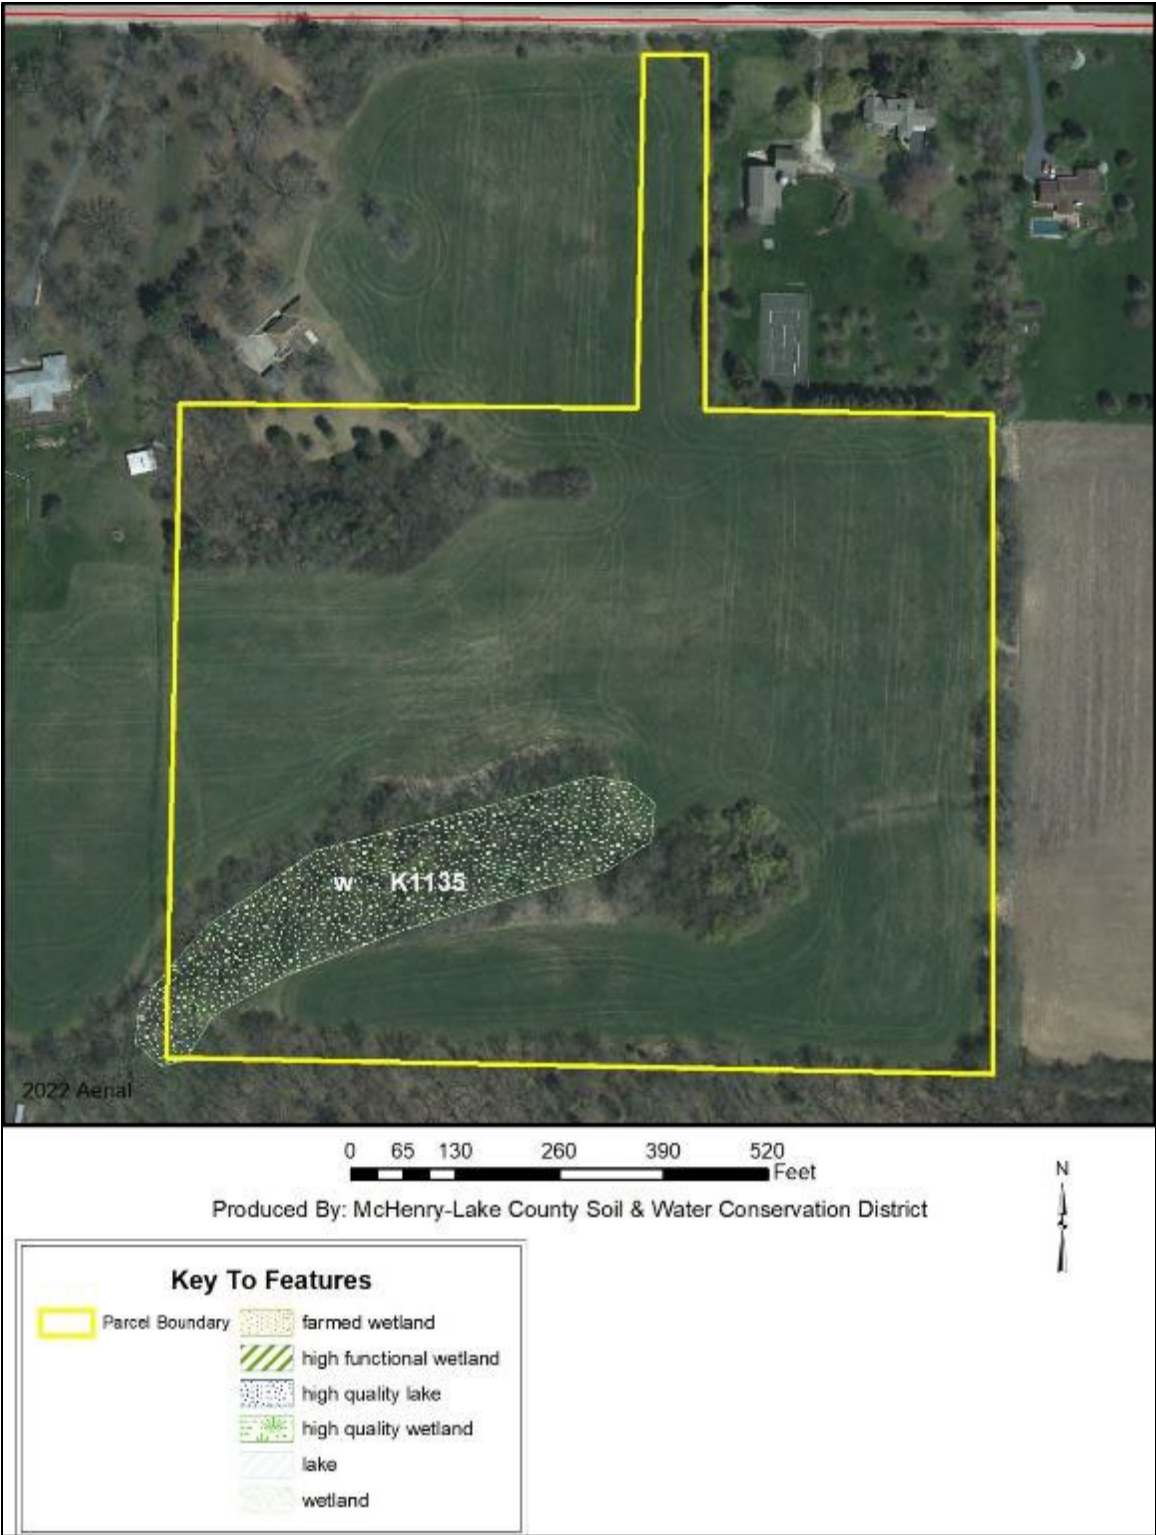 w K1135
2022 Aerial
0 65 130 260 390 520
Feet
N
Produced By: McHenry-Lake County Soil & Water Conservation District
Key To Features
Parcel Boundary
farmed wetland
high functional wetland
high quality lake
high quality wetland
lake
wetland